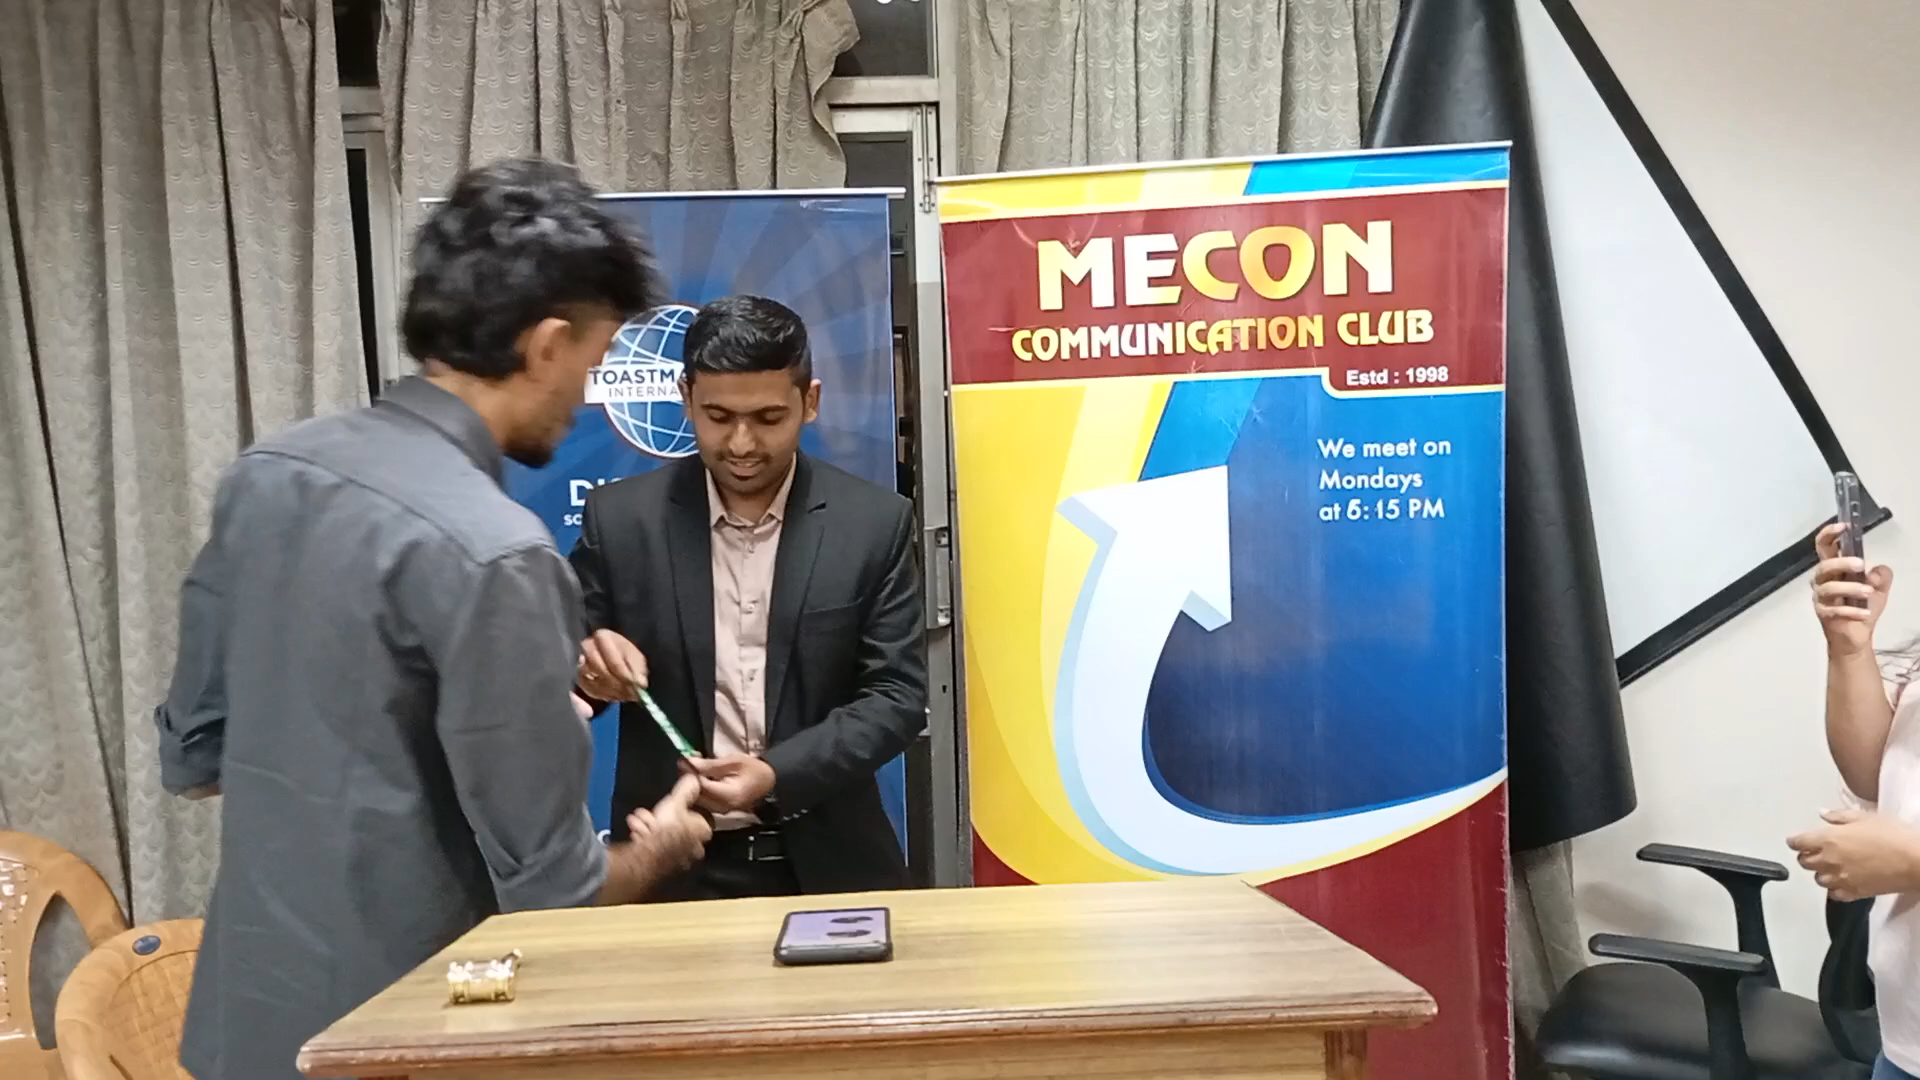 TOASTMA
INTERNA
MECON
COMMUNICATION CLUB
Estd : 1998
We meet on
Mondays
at 6: 15 PM